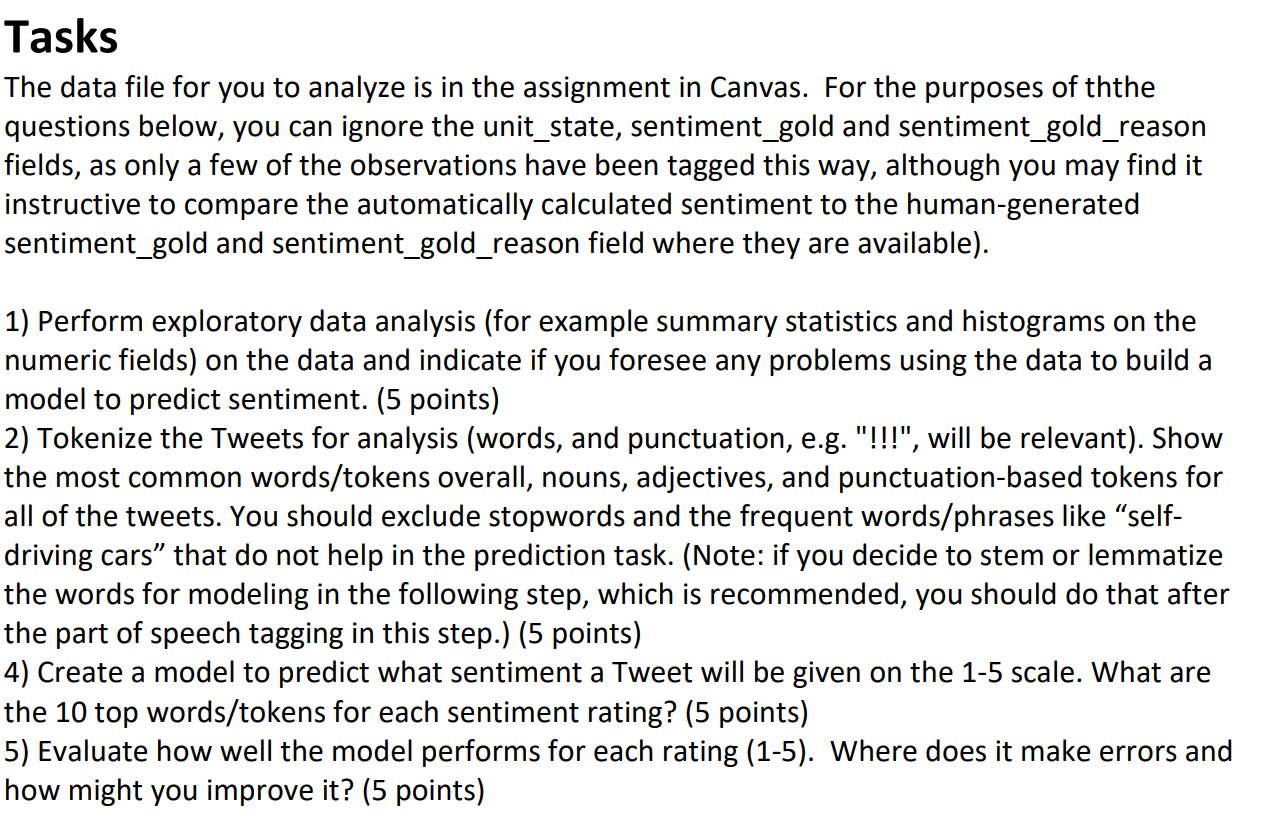 Tasks
The data file for you to analyze is in the assignment in Canvas.  For the purposes of ththe
questions below, you can ignore the unit_state, sentiment_gold and sentiment_gold_reason
fields, as only a few of the observations have been tagged this way, although you may find it
instructive to compare the automatically calculated sentiment to the human-generated
sentiment_gold and sentiment_gold_reason field where they are available).
1) Perform exploratory data analysis (for example summary statistics and histograms on the
numeric fields) on the data and indicate if you foresee any problems using the data to build a
model to predict sentiment. (5 points)
2) Tokenize the Tweets for analysis (words, and punctuation, e.g. "!!!", will be relevant). Show
the most common words/tokens overall, nouns, adjectives, and punctuation-based tokens for
all of the tweets. You should exclude stopwords and the frequent words/phrases like “self-
driving cars” that do not help in the prediction task. (Note: if you decide to stem or lemmatize
the words for modeling in the following step, which is recommended, you should do that after
the part of speech tagging in this step.) (5 points)
4) Create a model to predict what sentiment a Tweet will be given on the 1-5 scale. What are
the 10 top words/tokens for each sentiment rating? (5 points)
5) Evaluate how well the model performs for each rating (1-5).  Where does it make errors and
how might you improve it? (5 points)